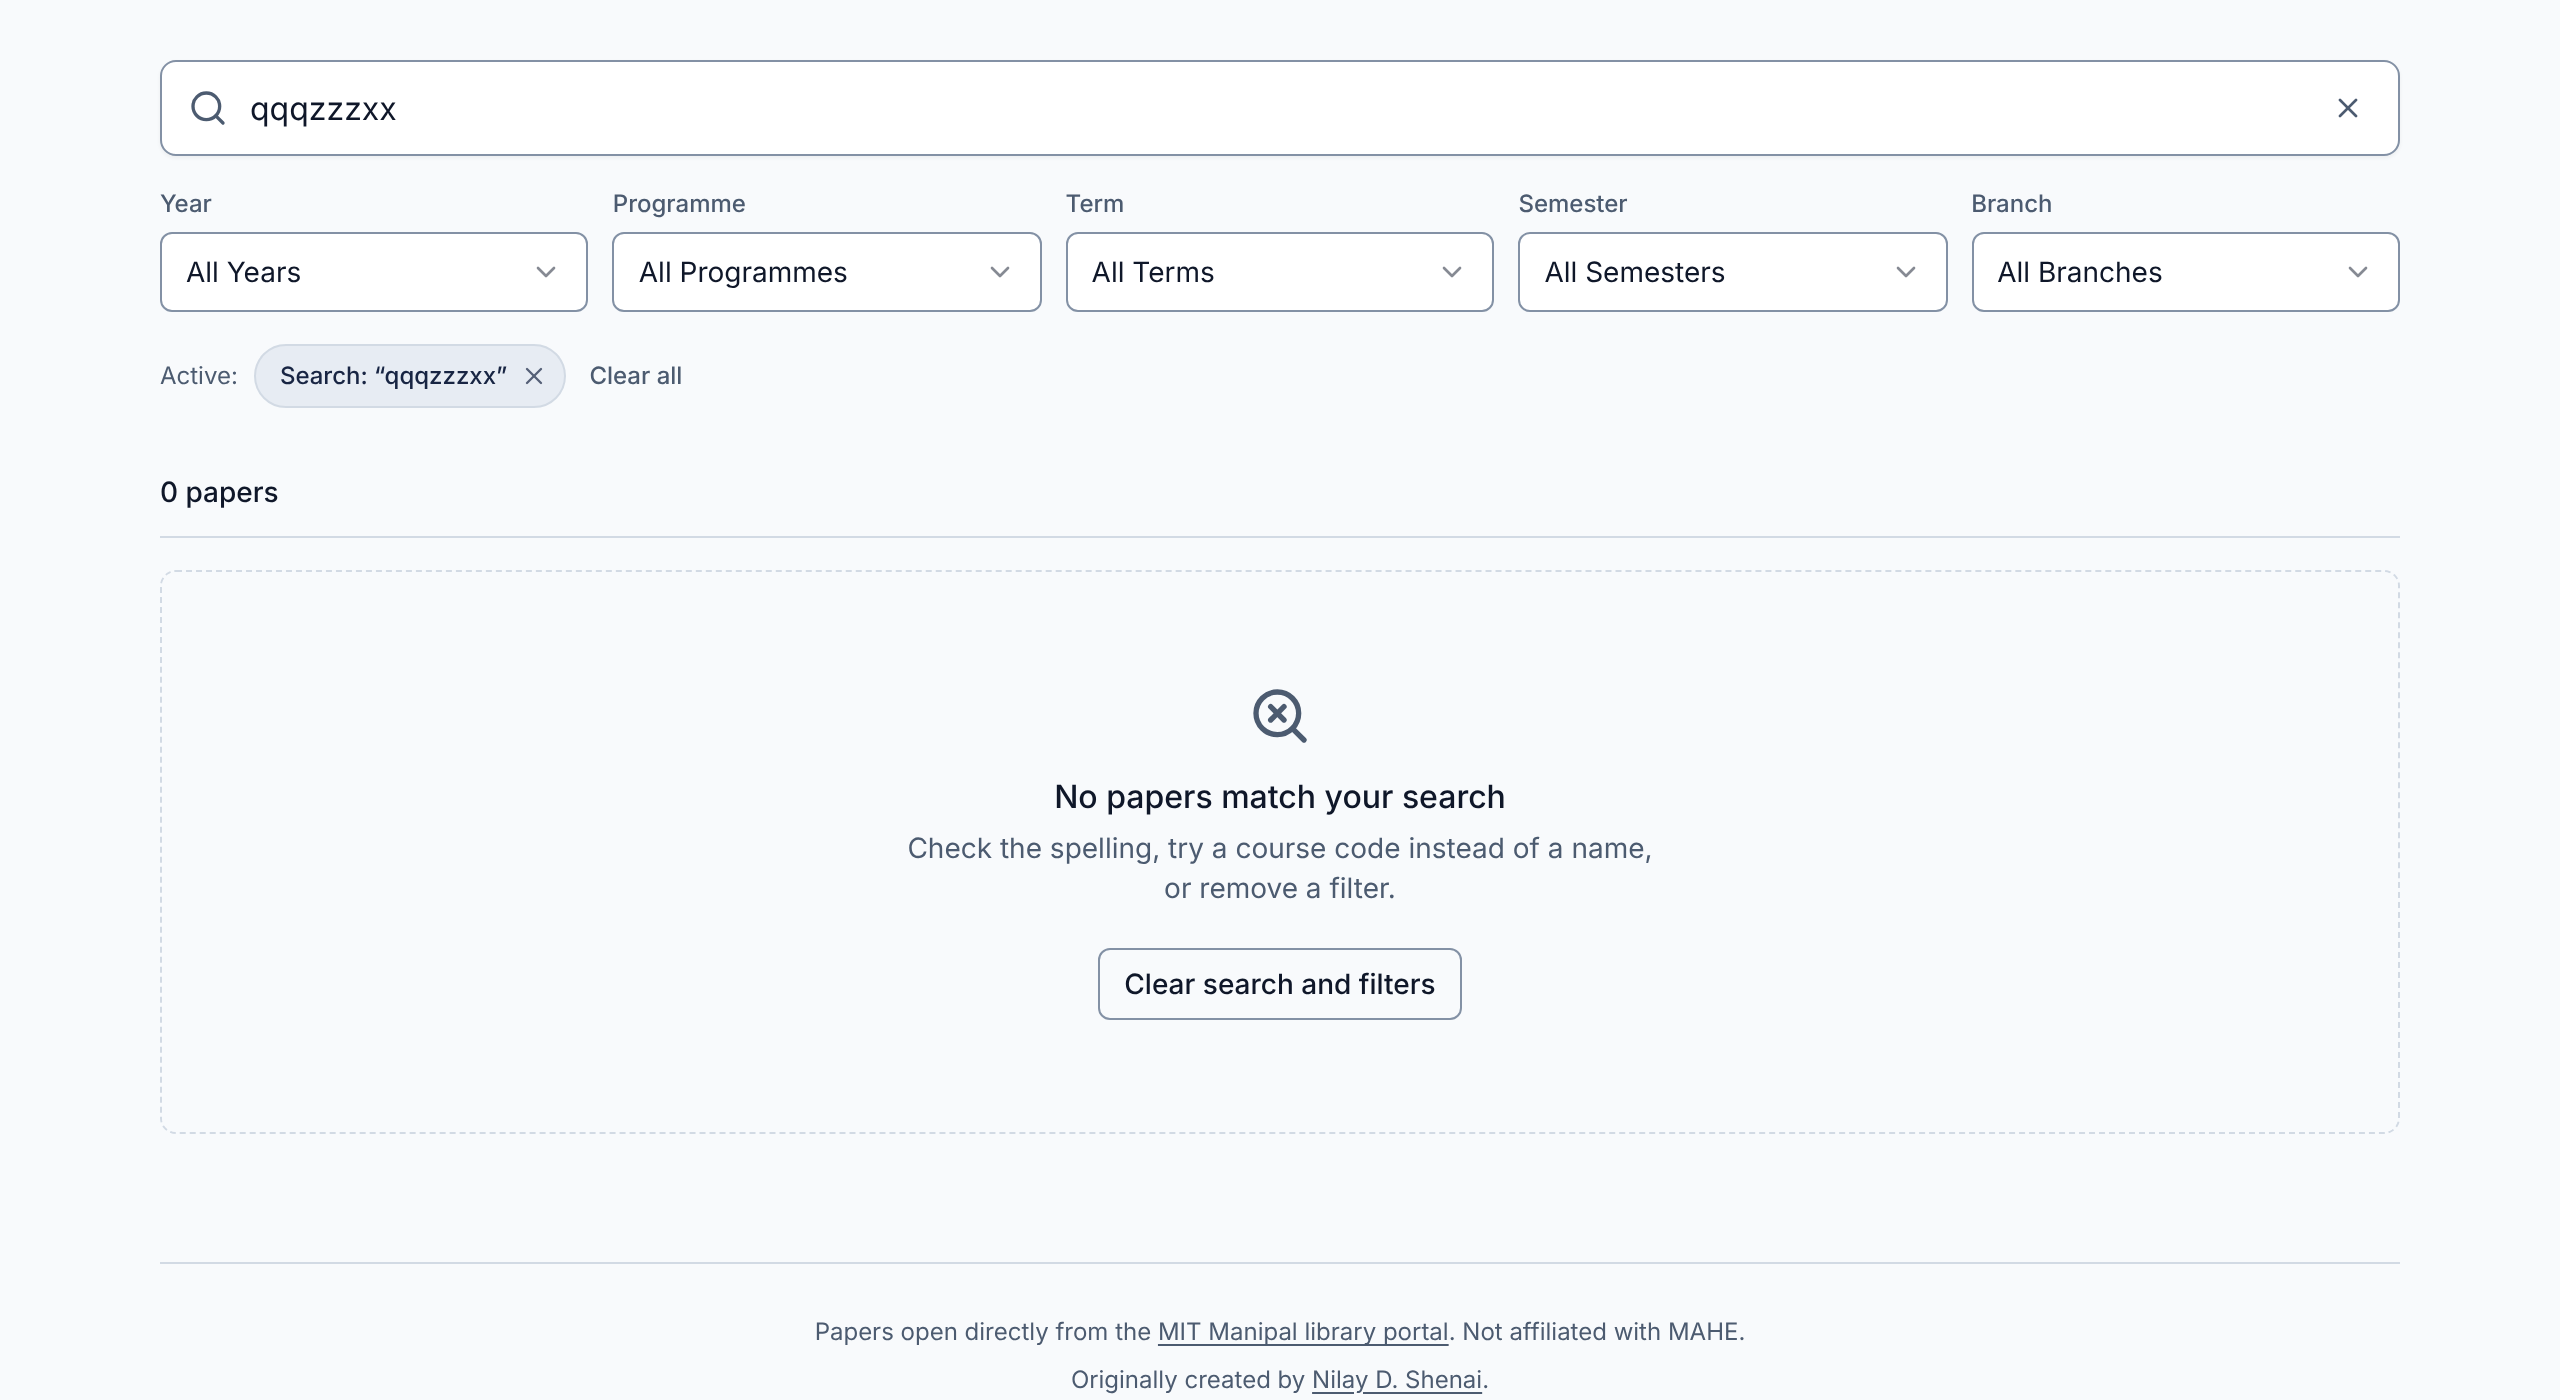 qqqzzzxx
Year
Programme
Term
Semester
Branch
All Years
All Programmes
All Terms
All Semesters
All Branches
Active:
Search: “qqqzzzxx”
Clear all
0 papers
No papers match your search
Check the spelling, try a course code instead of a name,
or remove a filter.
Clear search and filters
Papers open directly from the MIT Manipal library portal. Not affiliated with MAHE.
Originally created by Nilay D. Shenai.